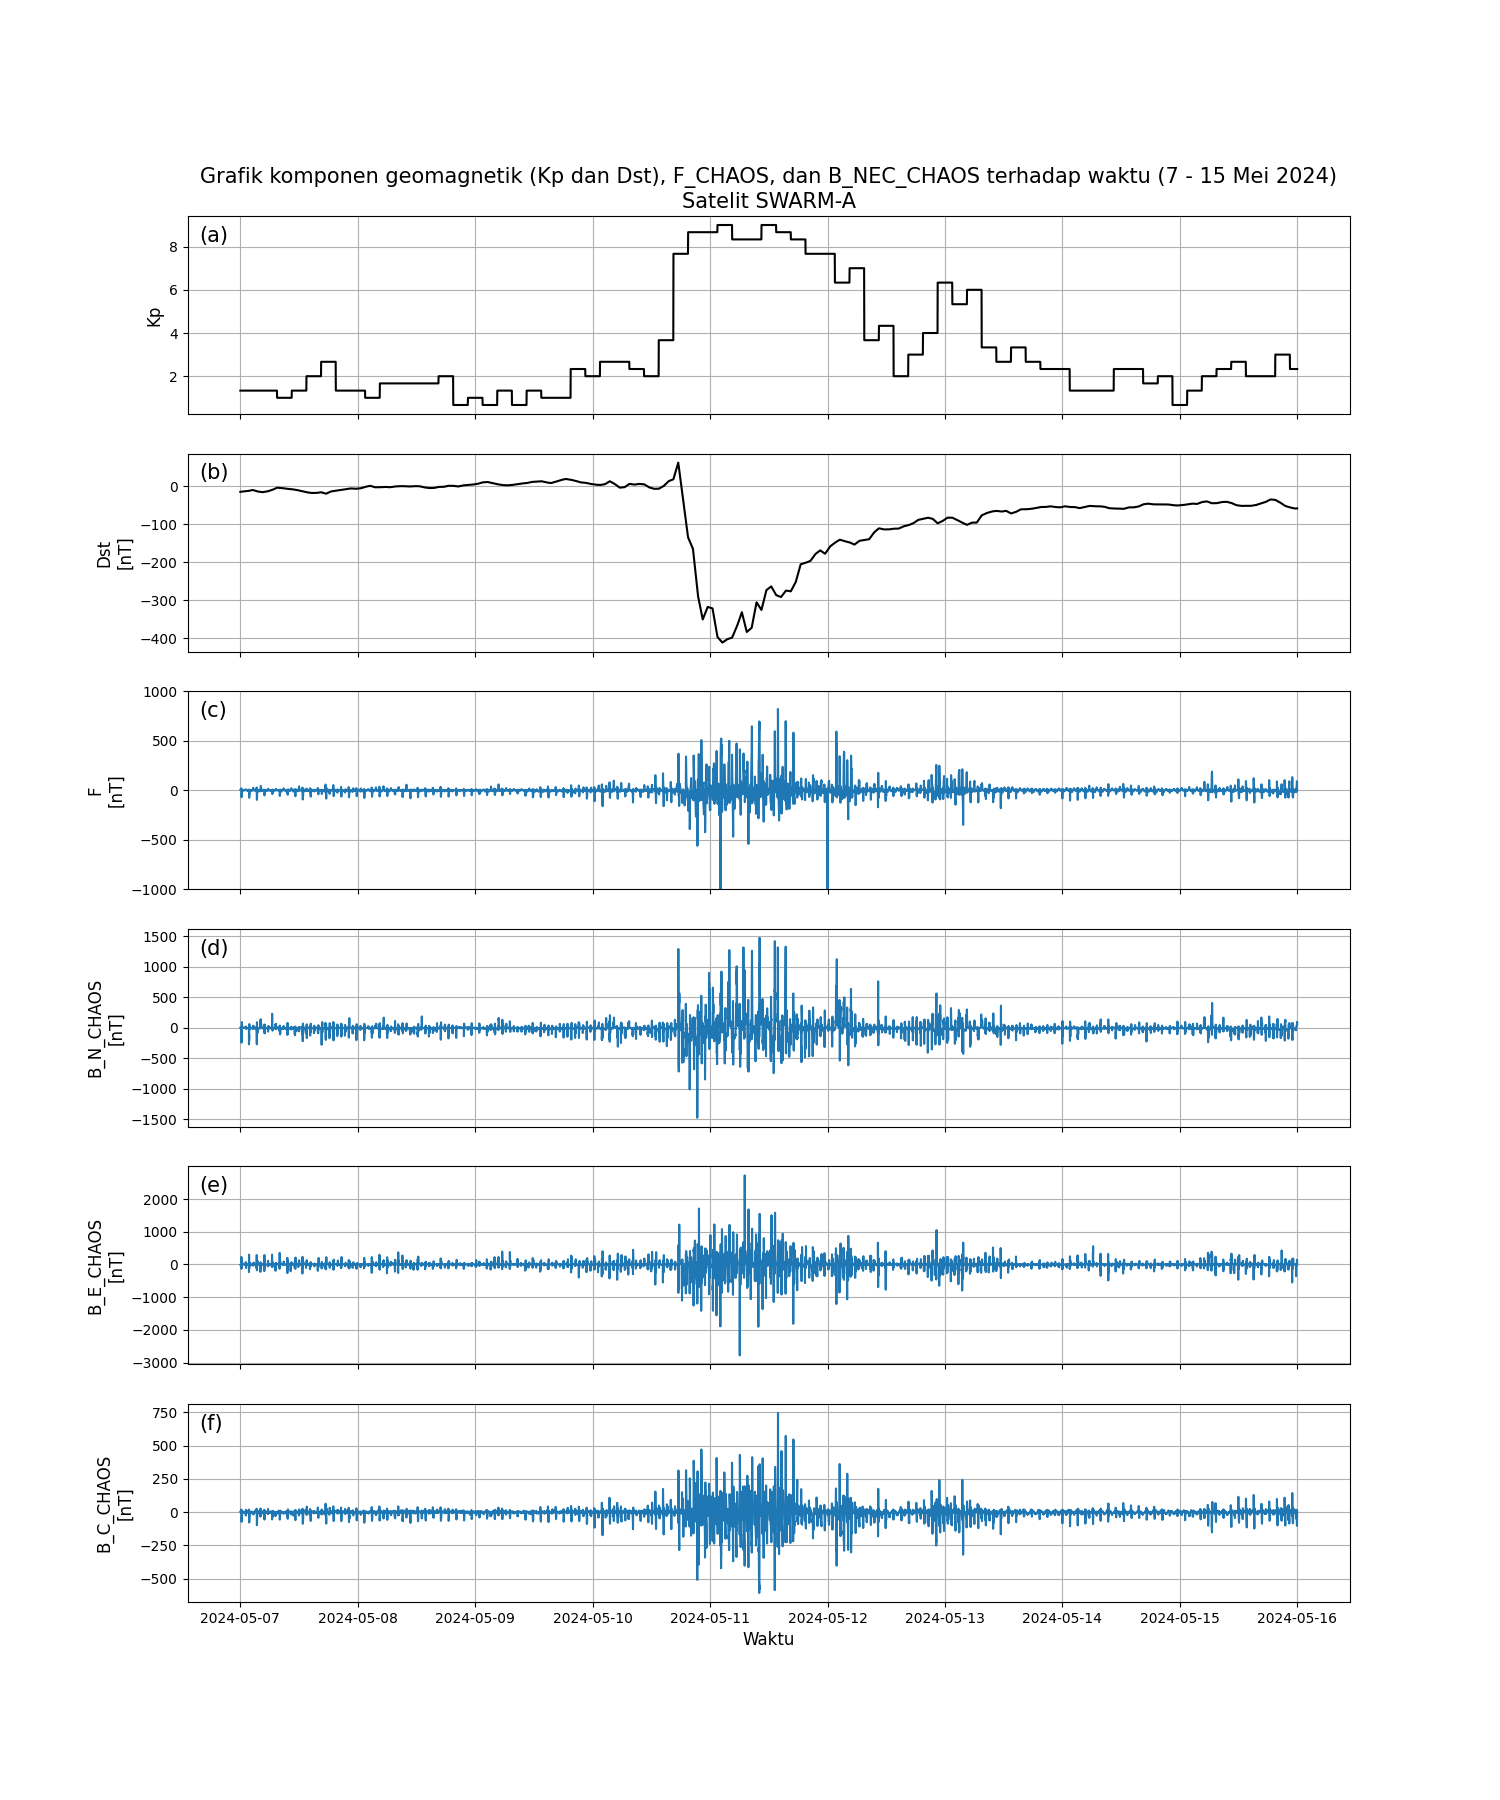 Grafik komponen geomagnetik (Kp dan Dst), F_CHAOS, dan B_NEC_CHAOS terhadap waktu (7 - 15 Mei 2024)
Satelit SWARM-A
(a)
8
6
4
2
Kp
(b)
0
−100
−200
−300
−400
Dst
[nT]
(c)
1000
500
0
−500
−1000
F
[nT]
(d)
1500
1000
500
0
−500
−1000
−1500
B_N_CHAOS
[nT]
(e)
2000
1000
0
−1000
−2000
−3000
B_E_CHAOS
[nT]
(f)
750
500
250
0
−250
−500
B_C_CHAOS
[nT]
2024-05-07 2024-05-08 2024-05-09 2024-05-10 2024-05-11 2024-05-12 2024-05-13 2024-05-14 2024-05-15 2024-05-16
Waktu